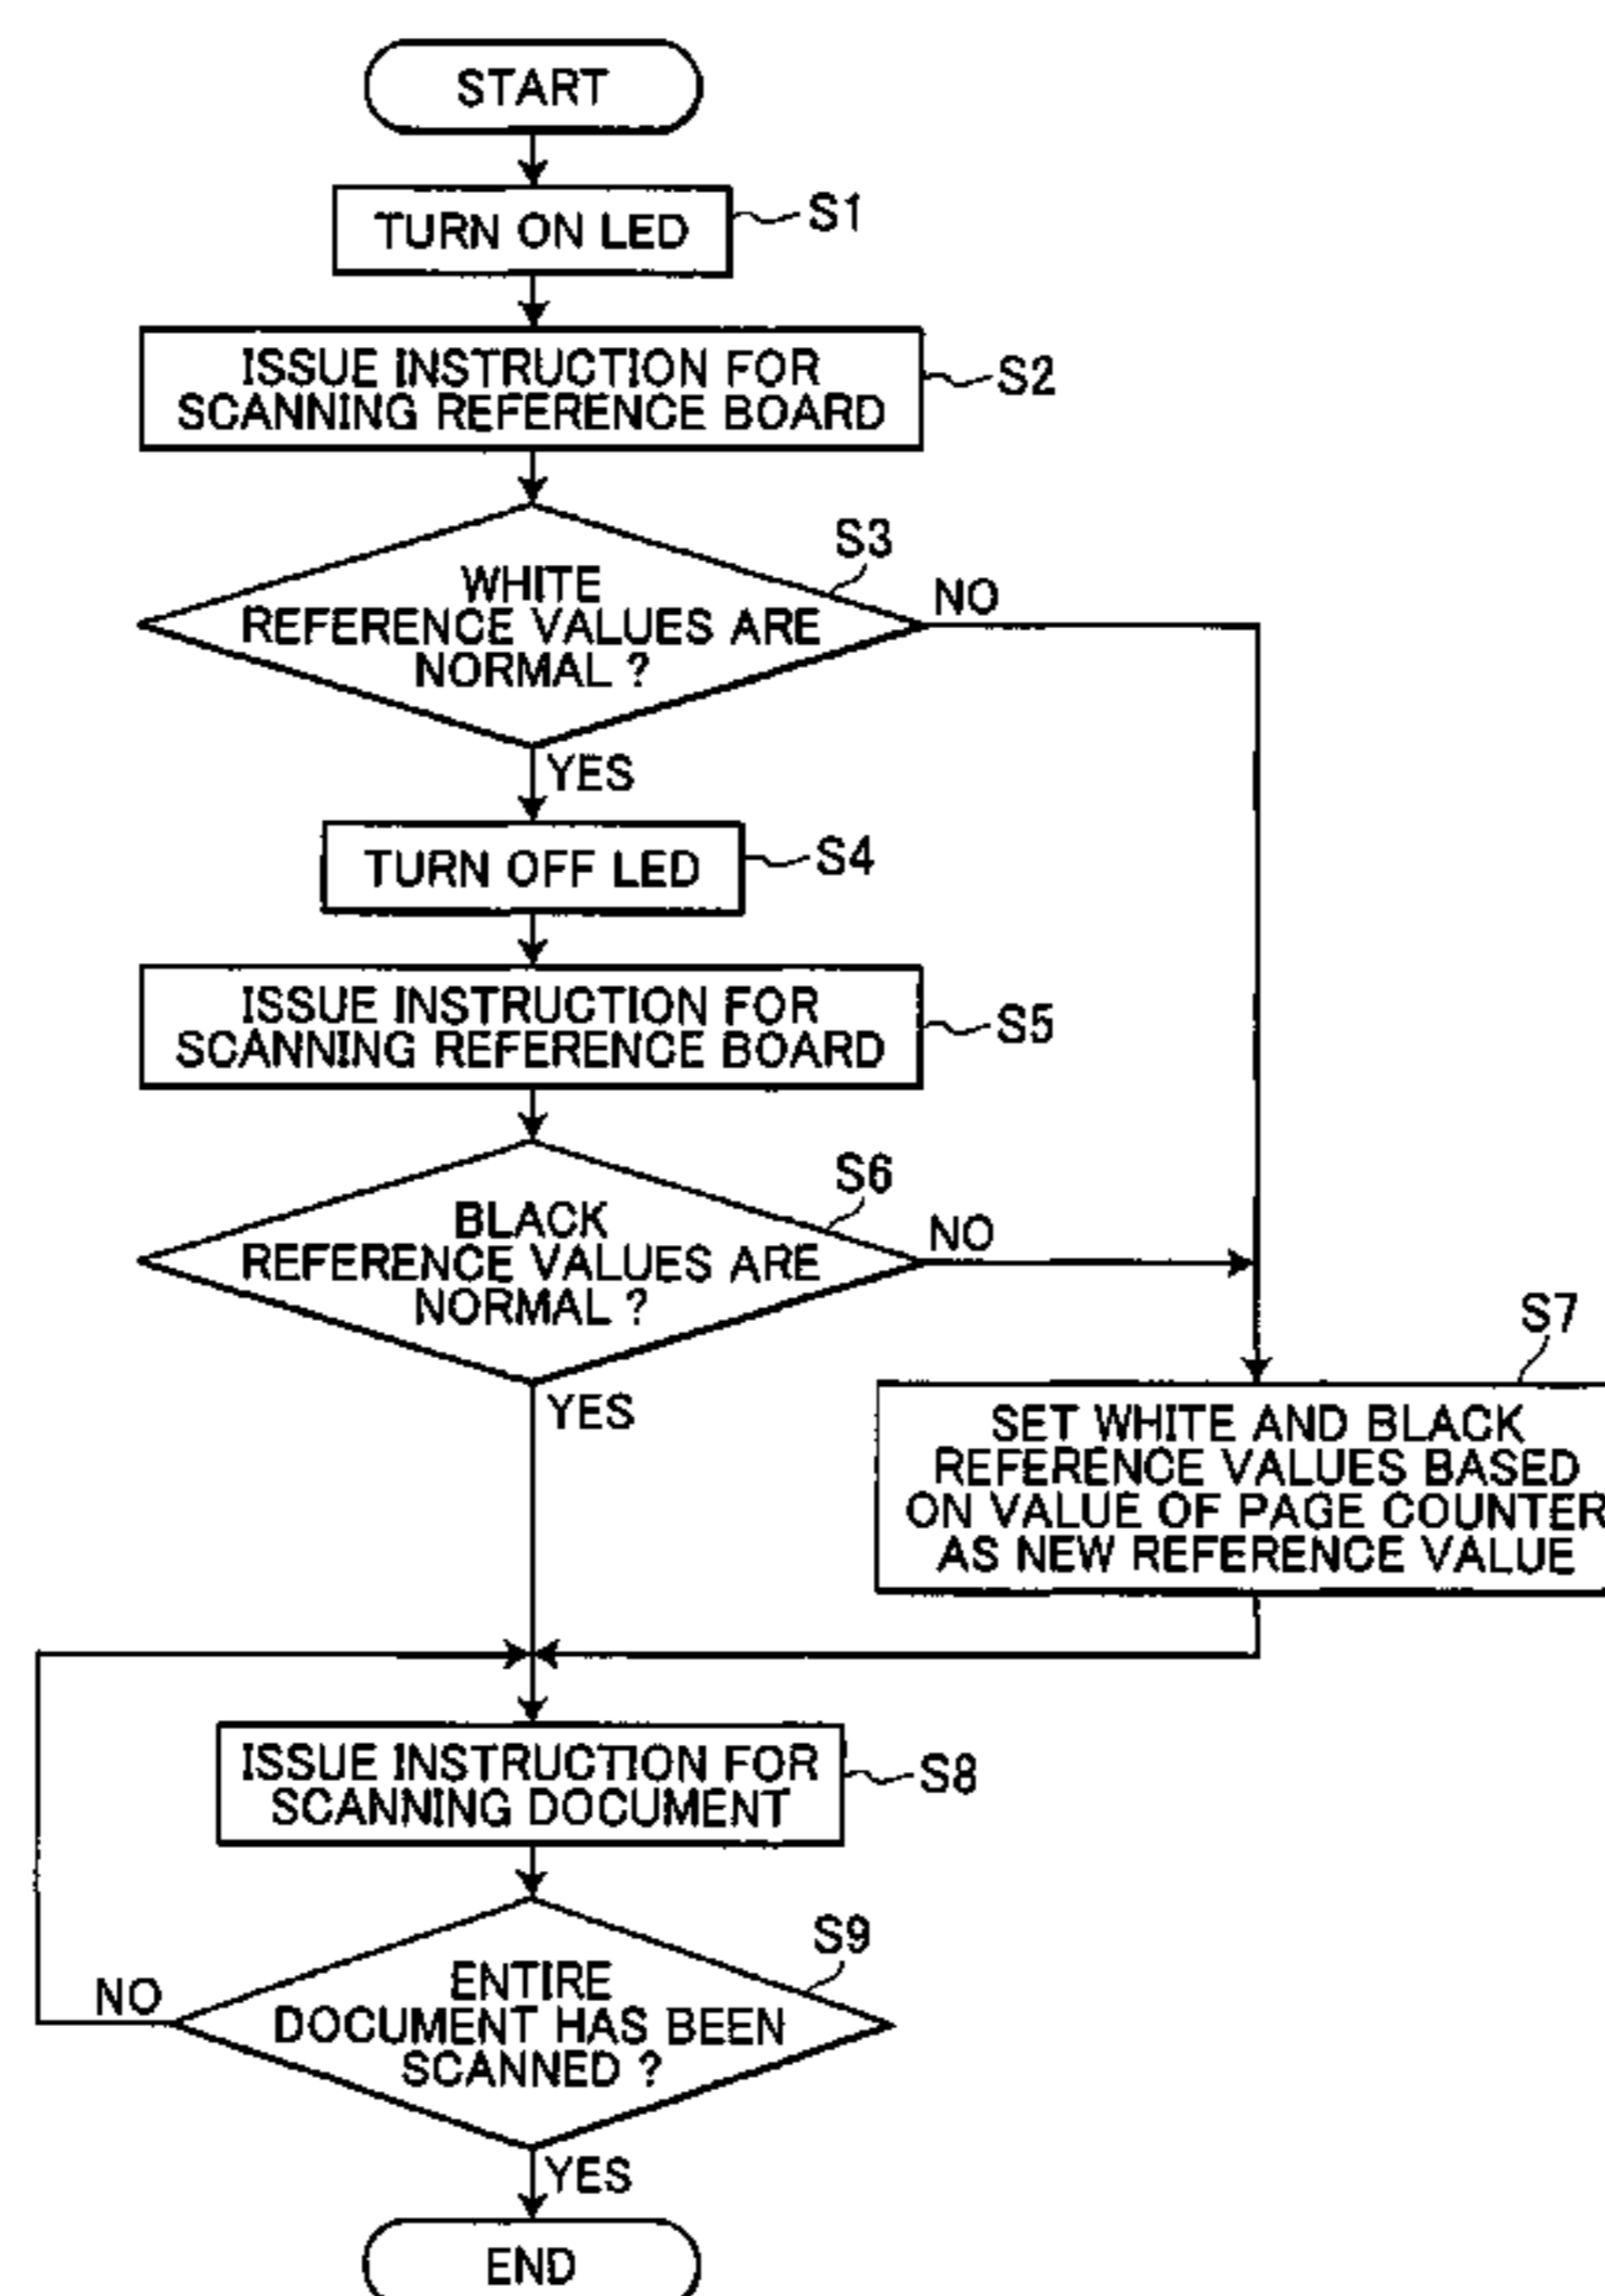 START
TURN ON LED
S1
ISSUE INSTRUCTION FOR
SCANNING REFERENCE BOARD
S2
S3
WHITE
REFERENCE VALUES ARE
NORMAL ?
NO
YES
TURN OFF LED
S4
ISSUE INSTRUCTION FOR
SCANNING REFERENCE BOARD
S5
S6
BLACK
REFERENCE VALUES ARE
NORMAL ?
NO
YES
S7
SET WHITE AND BLACK
REFERENCE VALUES BASED
ON VALUE OF PAGE COUNTER
AS NEW REFERENCE VALUE
ISSUE INSTRUCTION FOR
SCANNING DOCUMENT
S8
S9
ENTIRE
DOCUMENT HAS BEEN
SCANNED ?
NO
YES
END